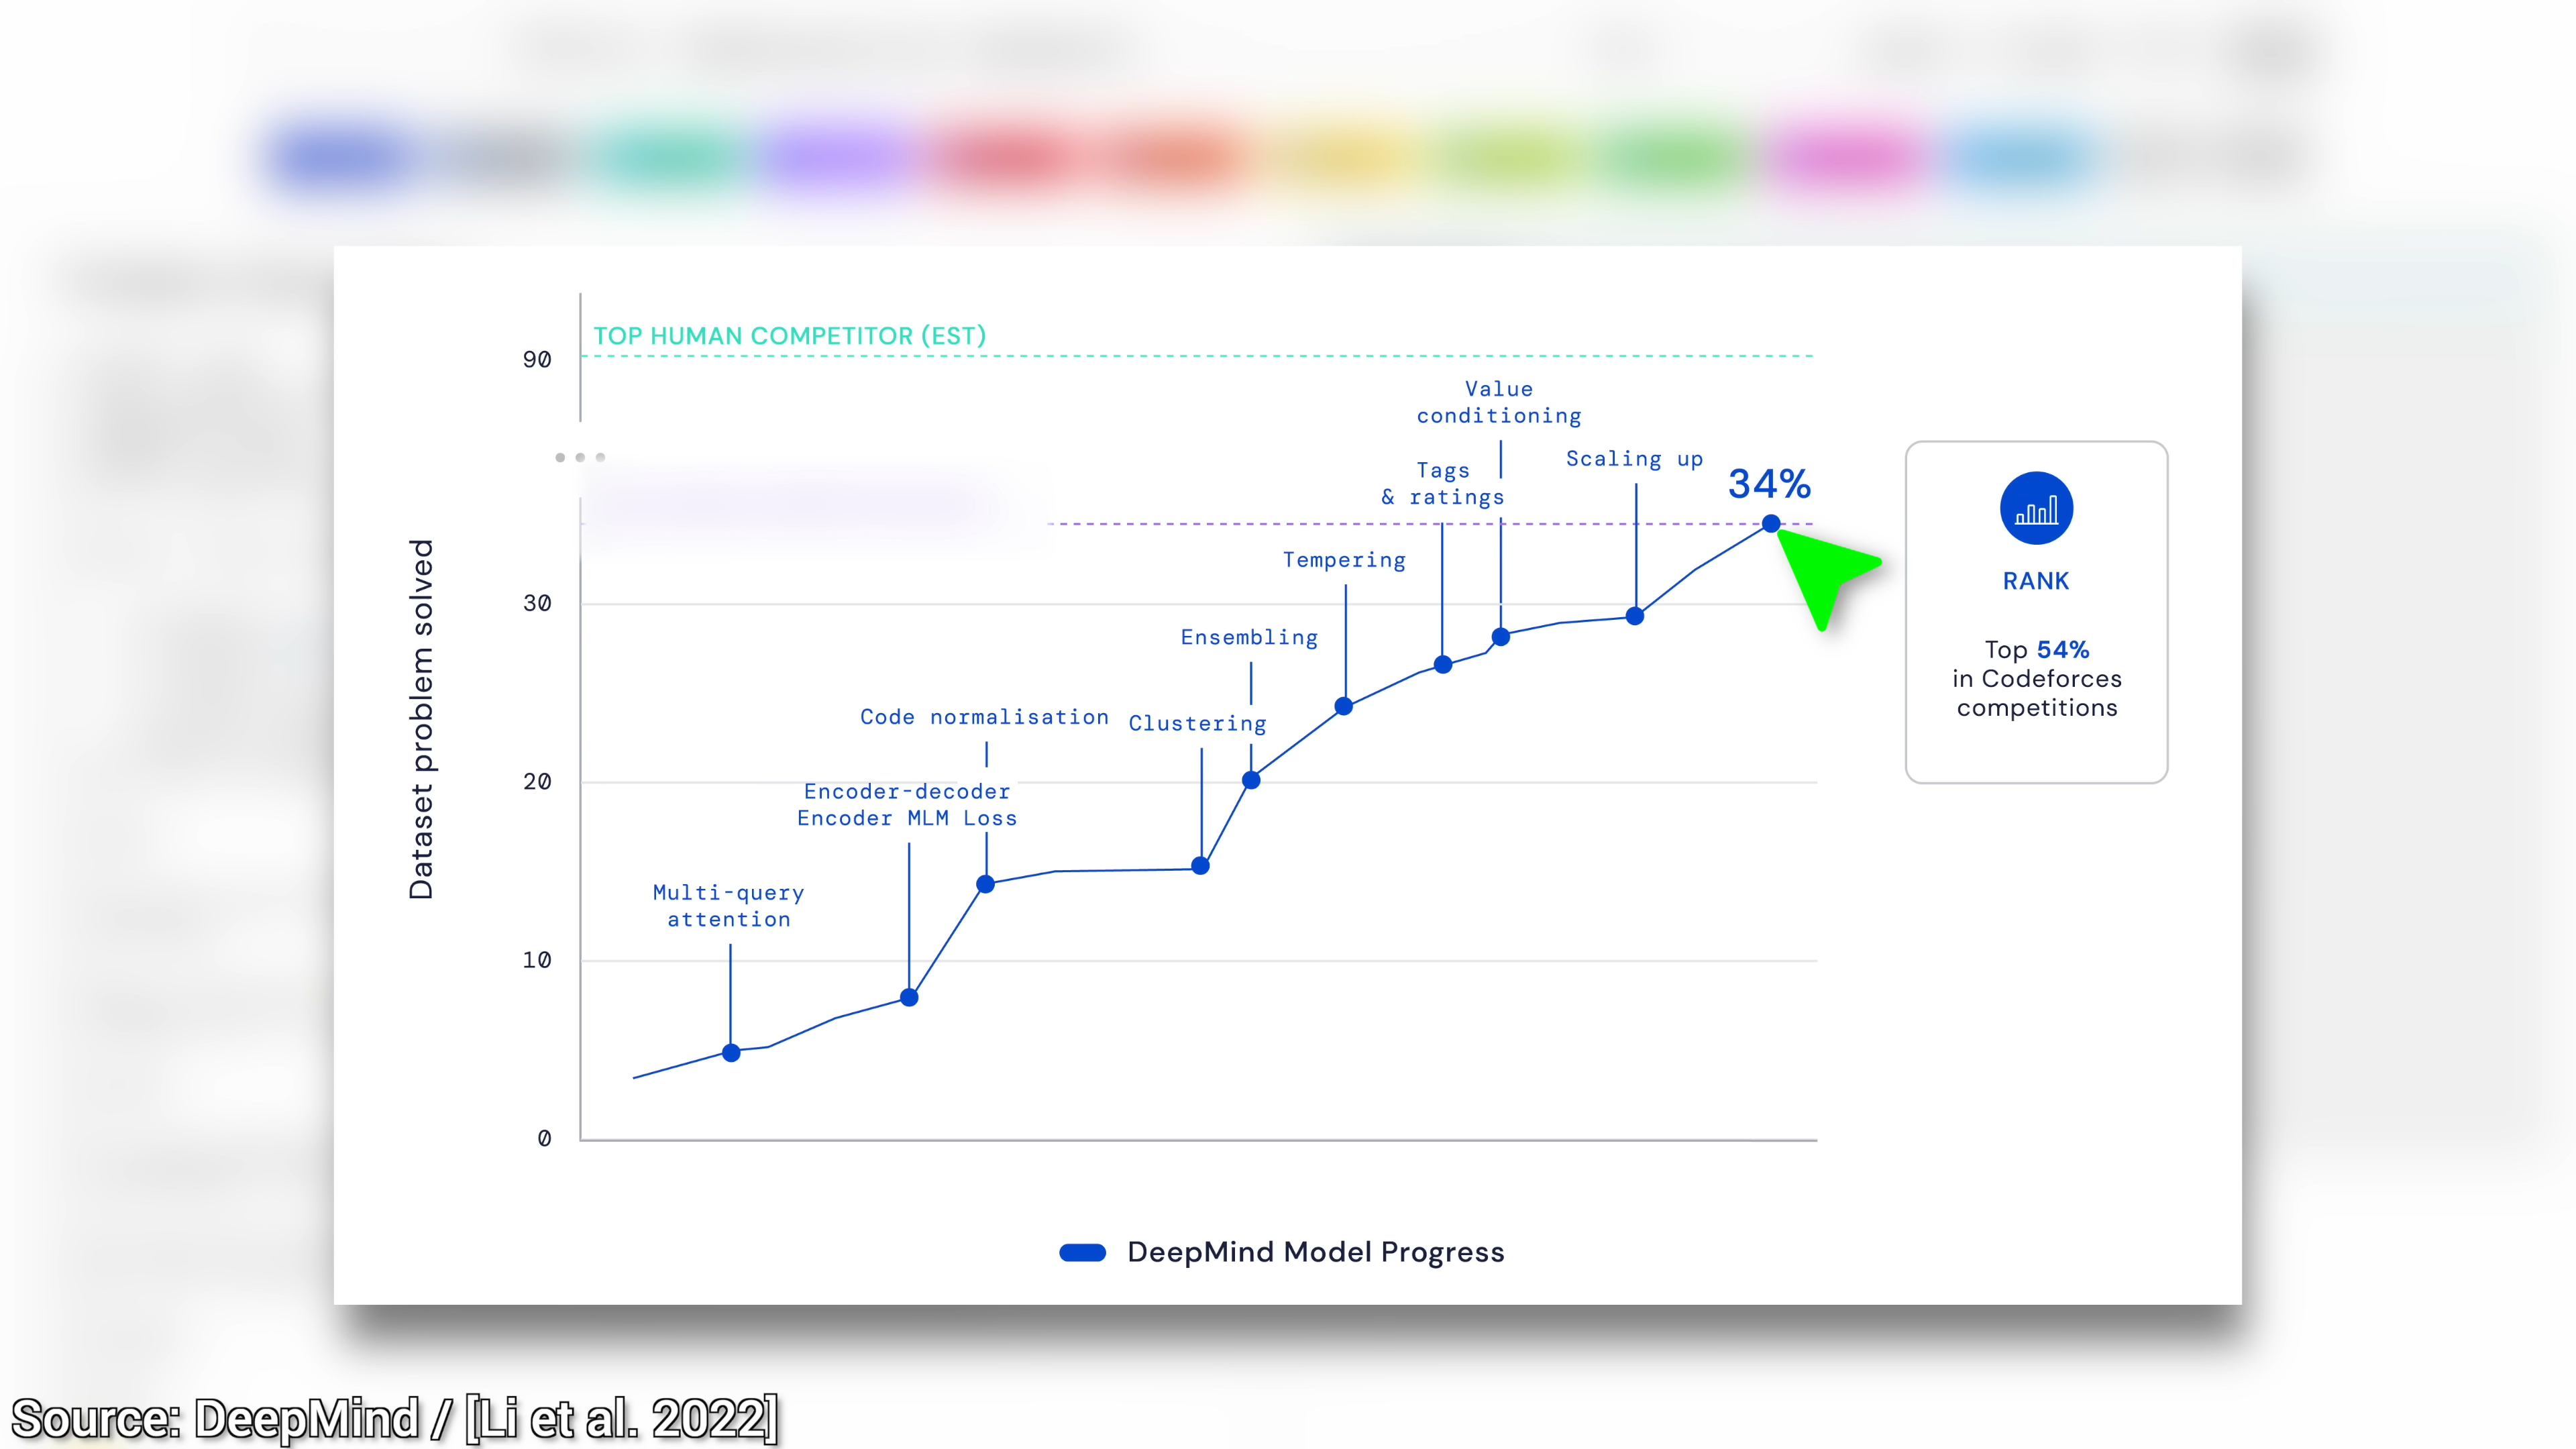 TOP HUMAN COMPETITOR (EST)
90
Value
conditioning
Scaling up
34%
Tags
& ratings
Tempering
30
Ensembling
Code normalisation
Clustering
20
Encoder-decoder
Encoder MLM Loss
Multi-query
attention
10
0
Dataset problem solved
RANK
Top 54%
in Codeforces
competitions
DeepMind Model Progress
Source: DeepMind / [Li et al. 2022]